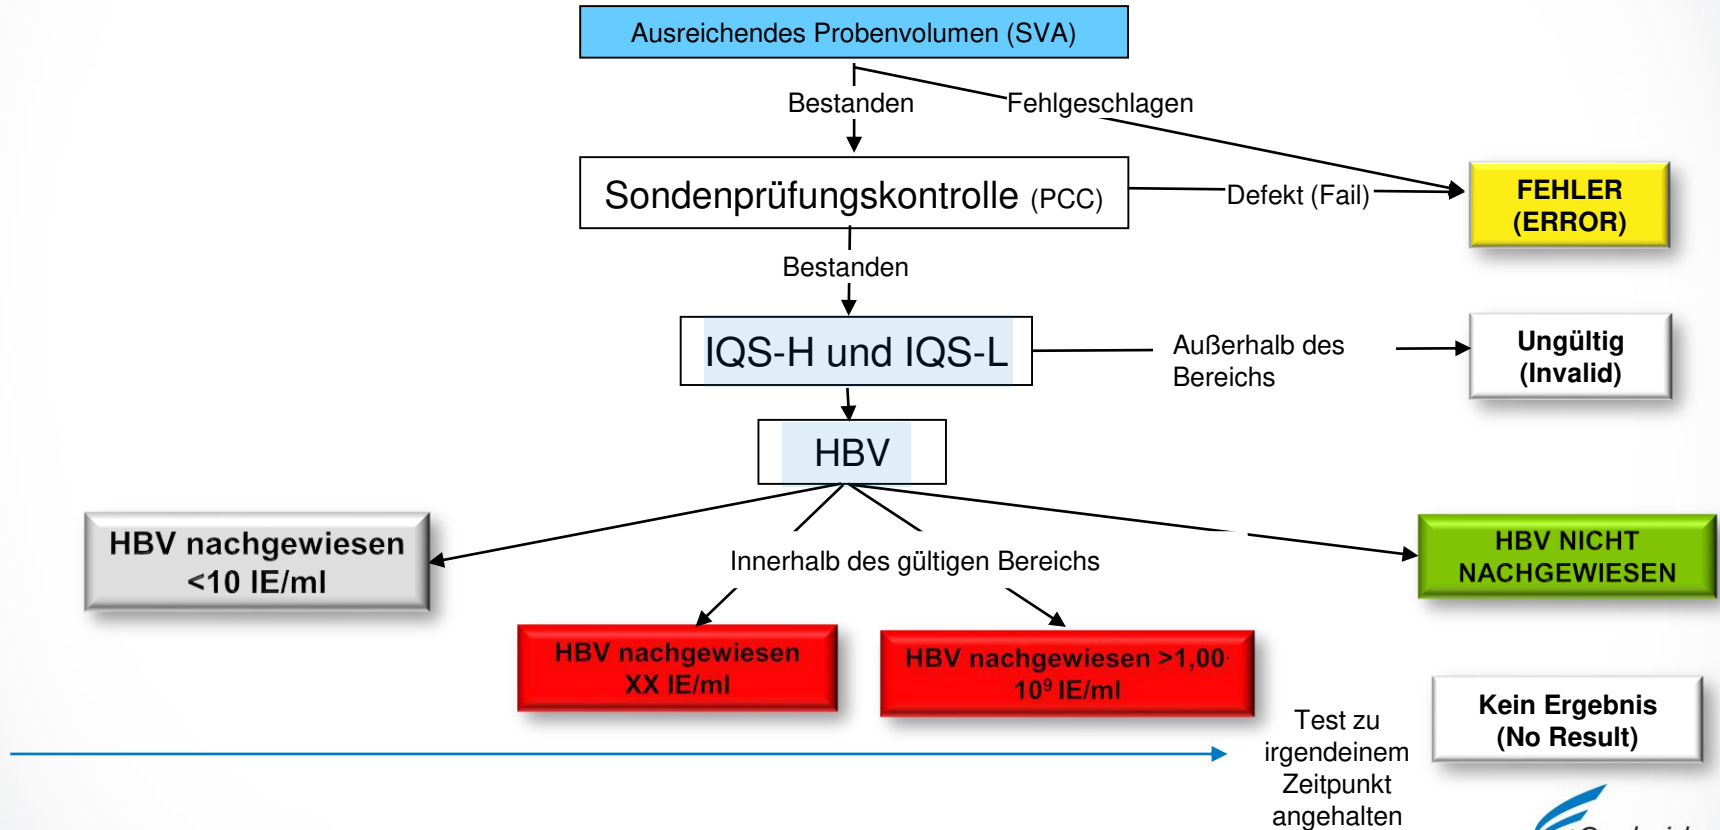 Ausreichendes Probenvolumen (SVA)
Bestanden
Fehlgeschlagen
Sondenprüfungskontrolle (PCC)
Defekt (Fail)
FEHLER
(ERROR)
Bestanden
IQS-H und IQS-L
Außerhalb des
Bereichs
Ungültig
(Invalid)
HBV
HBV nachgewiesen
<10 IE/ml
Innerhalb des gültigen Bereichs
HBV NICHT
NACHGEWIESEN
HBV nachgewiesen
XX IE/ml
HBV nachgewiesen >1,00·
10⁹ IE/ml
Test zu
irgendeinem
Zeitpunkt
angehalten
Kein Ergebnis
(No Result)